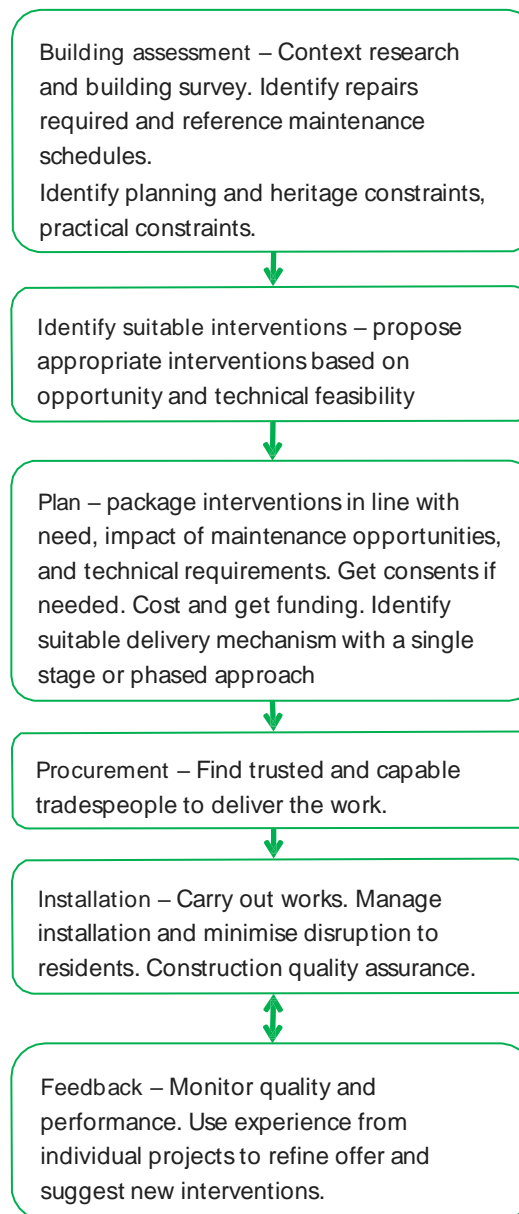 Building assessment – Context research
and building survey. Identify repairs
required and reference maintenance
schedules.
Identify planning and heritage constraints,
practical constraints.
Identify suitable interventions – propose
appropriate interventions based on
opportunity and technical feasibility
Plan – package interventions in line with
need, impact of maintenance opportunities,
and technical requirements. Get consents if
needed. Cost and get funding. Identify
suitable delivery mechanism with a single
stage or phased approach
Procurement – Find trusted and capable
tradespeople to deliver the work.
Installation – Carry out works. Manage
installation and minimise disruption to
residents. Construction quality assurance.
Feedback – Monitor quality and
performance. Use experience from
individual projects to refine offer and
suggest new interventions.